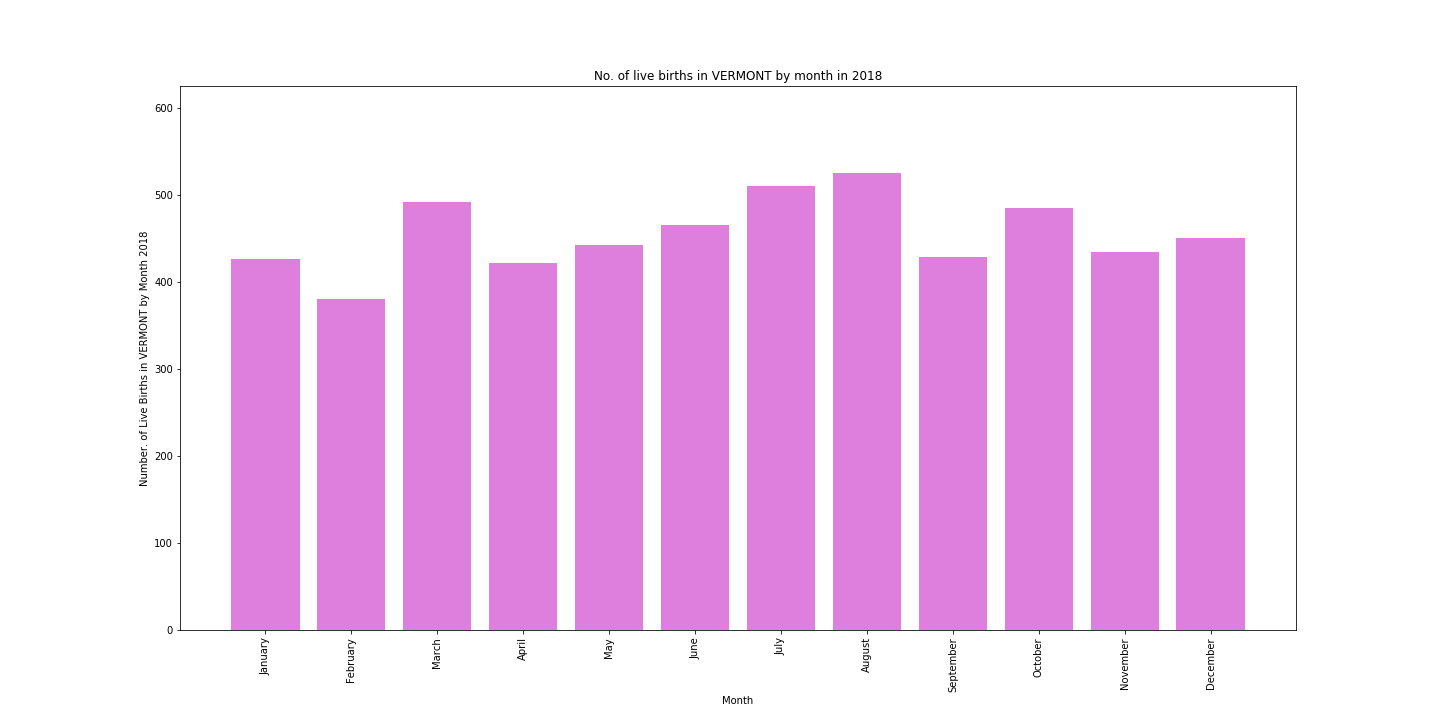 No. of live births in VERMONT by month in 2018
Number. of Live Births in VERMONT by Month 2018
600
500
400
300
200
100
0
January
February
March
April
May
June
July
August
September
October
November
December
Month